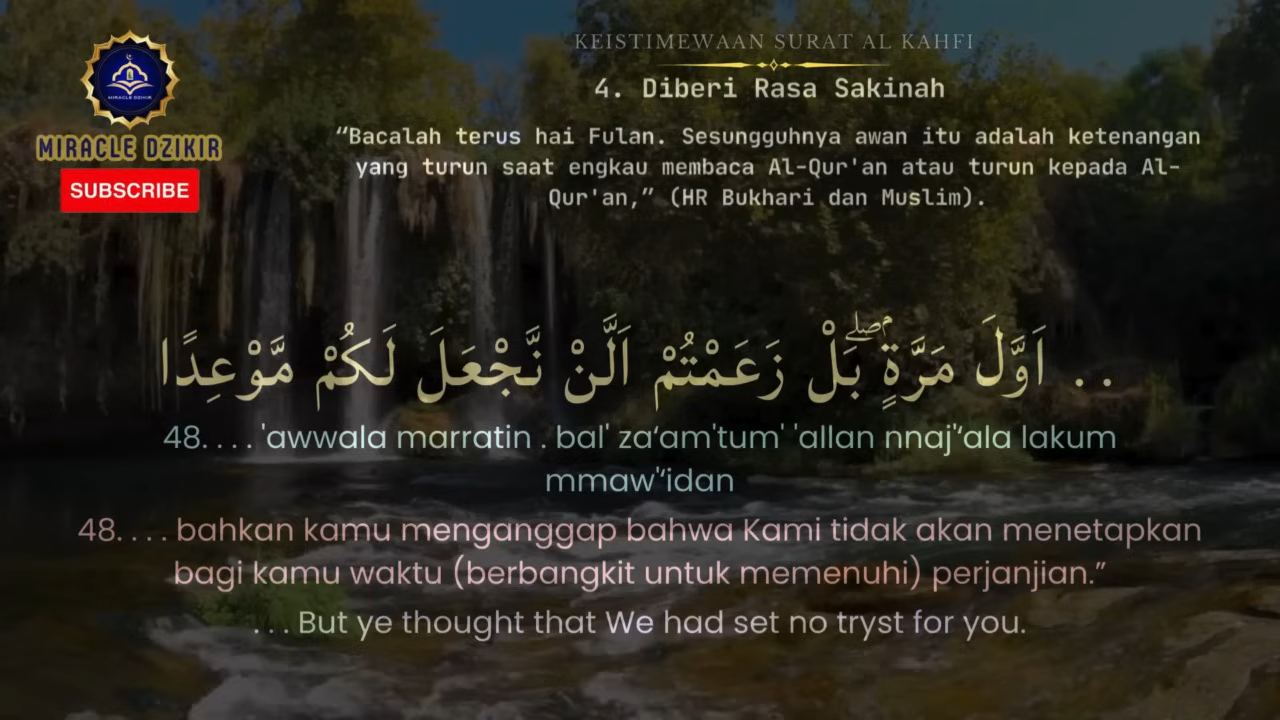 MIRACLE DZIKIR
MIRACLE DZIKIR
SUBSCRIBE
KEISTIMEWAAN SURAT AL KAHFI
4. Diberi Rasa Sakinah
“Bacalah terus hai Fulan. Sesungguhnya awan itu adalah ketenangan
yang turun saat engkau membaca Al-Qur'an atau turun kepada Al-
Qur'an,” (HR Bukhari dan Muslim).
. . اَوَّلَ مَرَّةٍۢ ۖبَلْ زَعَمْتُمْ اَلَّنْ نَّجْعَلَ لَكُمْ مَّوْعِدًا
48. . . . 'awwala marratin . bal' za‘am'tum' 'allan nnaj'‘ala lakum
mmaw'‘idan
48. . . . bahkan kamu menganggap bahwa Kami tidak akan menetapkan
bagi kamu waktu (berbangkit untuk memenuhi) perjanjian.”
. . . But ye thought that We had set no tryst for you.